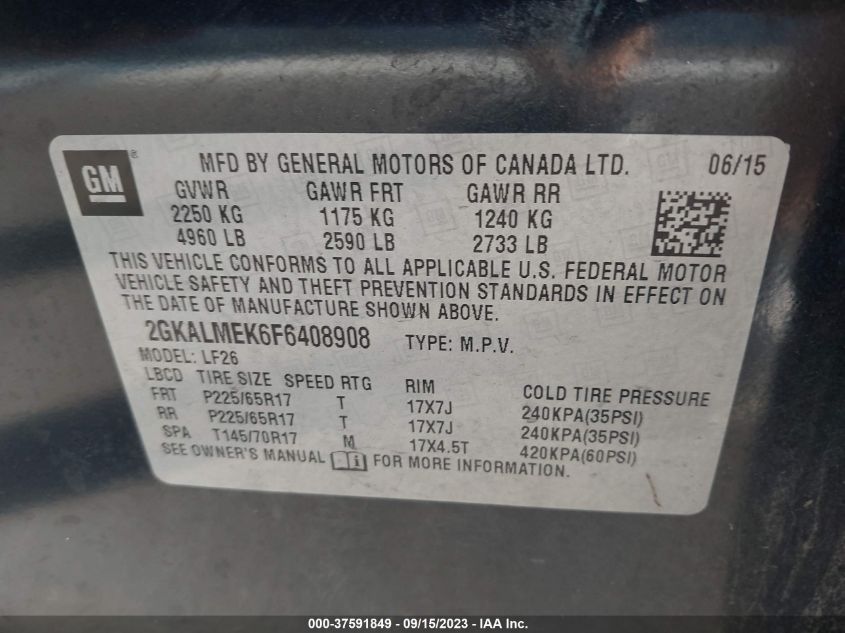 GM ® MFD BY GENERAL MOTORS OF CANADA LTD. 06/15
GVWR GAWR FRT GAWR RR
2250 KG 1175 KG 1240 KG
4960 LB 2590 LB 2733 LB
THIS VEHICLE CONFORMS TO ALL APPLICABLE U.S. FEDERAL MOTOR
VEHICLE SAFETY AND THEFT PREVENTION STANDARDS IN EFFECT ON
THE DATE OF MANUFACTURE SHOWN ABOVE.
2GKALMEK6F6408908 TYPE: M.P.V.
MODEL: LF26
LBCD TIRE SIZE SPEED RTG RIM COLD TIRE PRESSURE
FRT P225/65R17 T 17X7J 240KPA(35PSI)
RR P225/65R17 T 17X7J 240KPA(35PSI)
SPA T145/70R17 M 17X4.5T 420KPA(60PSI)
SEE OWNER'S MANUAL i FOR MORE INFORMATION.
000-37591849 - 09/15/2023 - IAA Inc.